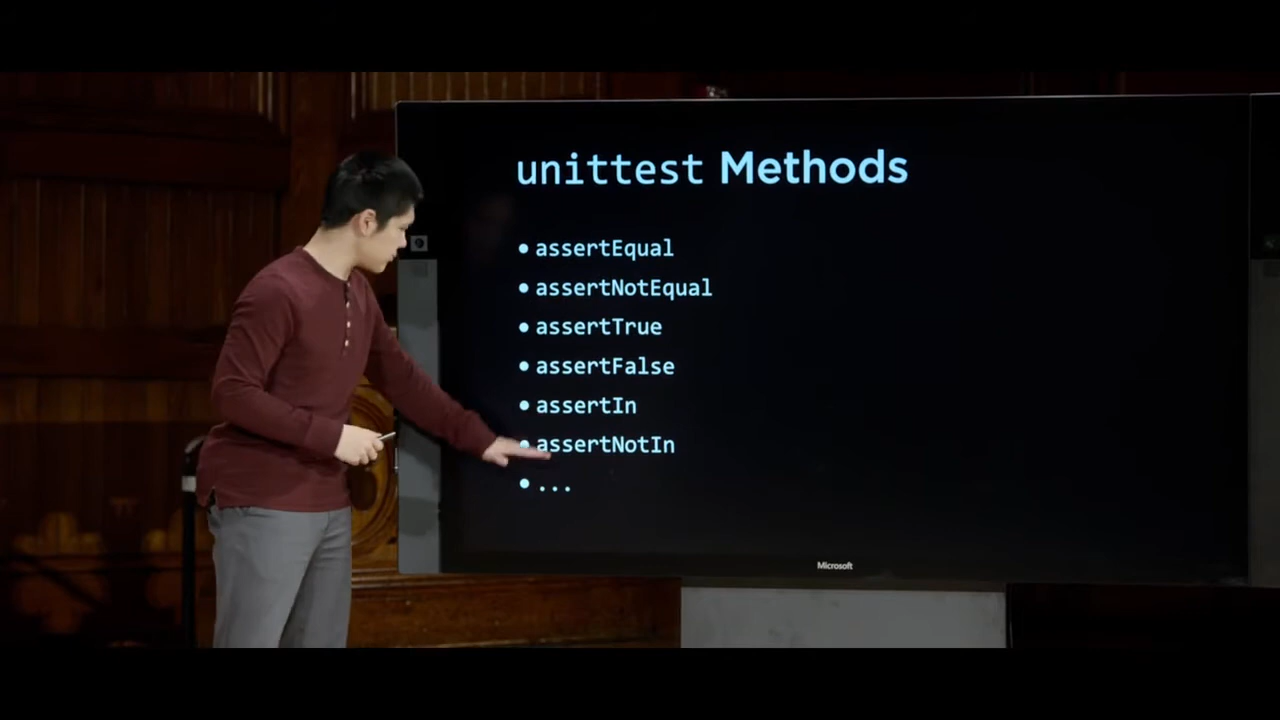 unittest Methods
• assertEqual
• assertNotEqual
• assertTrue
• assertFalse
• assertIn
• assertNotIn
• ...
Microsoft